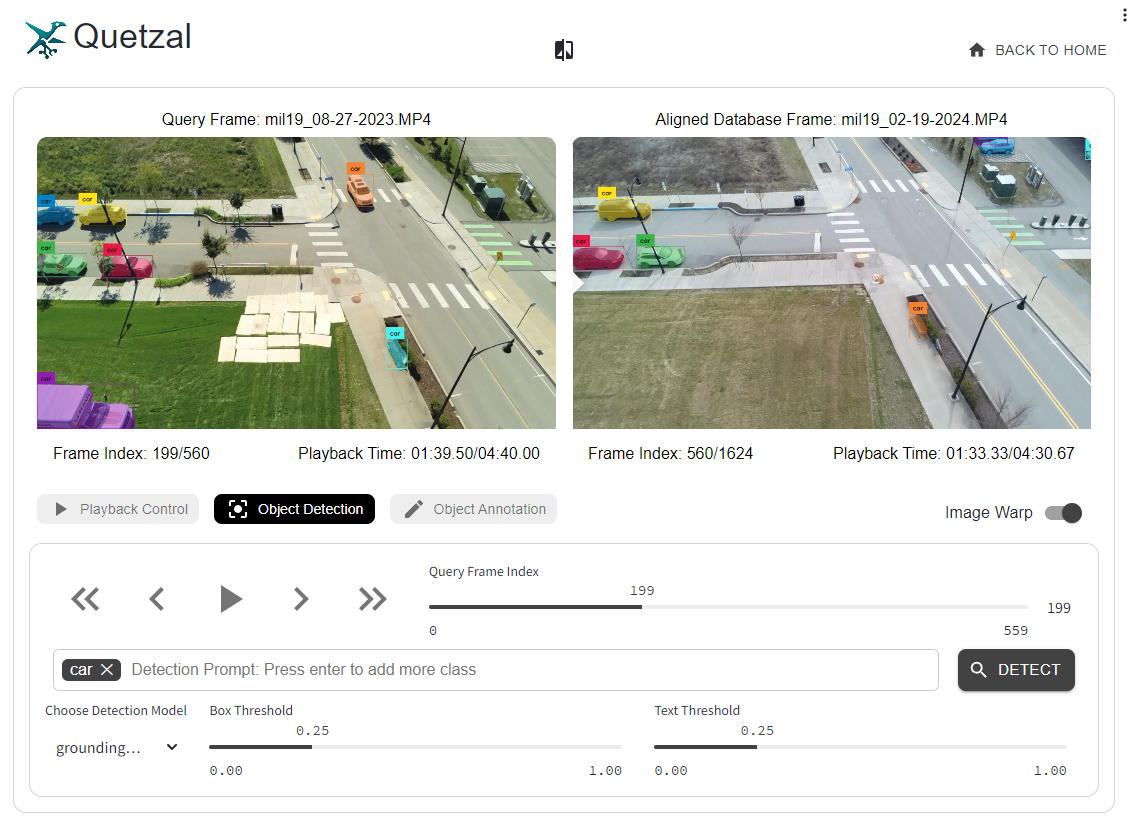 Quetzal
BACK TO HOME
Query Frame: mil19_08-27-2023.MP4
Aligned Database Frame: mil19_02-19-2024.MP4
car
car
car
car
car
car
car
car
car
car
car
Frame Index: 199/560
Playback Time: 01:39.50/04:40.00
Frame Index: 560/1624
Playback Time: 01:33.33/04:30.67
Playback Control
Object Detection
Object Annotation
Image Warp
Query Frame Index
199
199
0
559
car
Detection Prompt: Press enter to add more class
DETECT
Choose Detection Model
Box Threshold
Text Threshold
0.25
0.25
grounding...
0.00
1.00
0.00
1.00